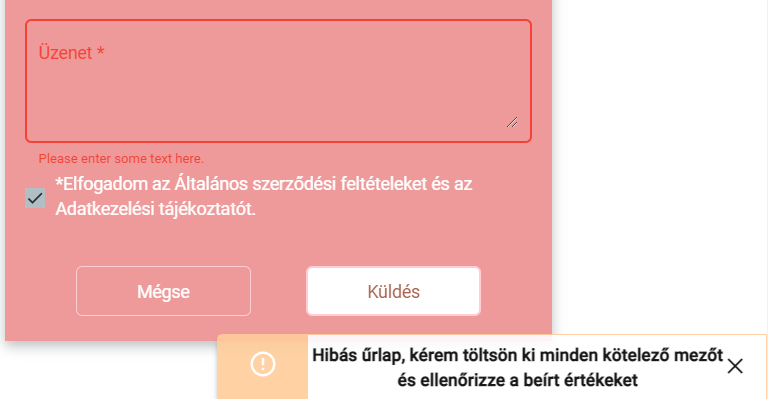 Üzenet *
Please enter some text here.
*Elfogadom az Általános szerződési feltételeket és az
Adatkezelési tájékoztatót.
Mégse
Küldés
Hibás űrlap, kérem töltsön ki minden kötelező mezőt
és ellenőrizze a beírt értékeket